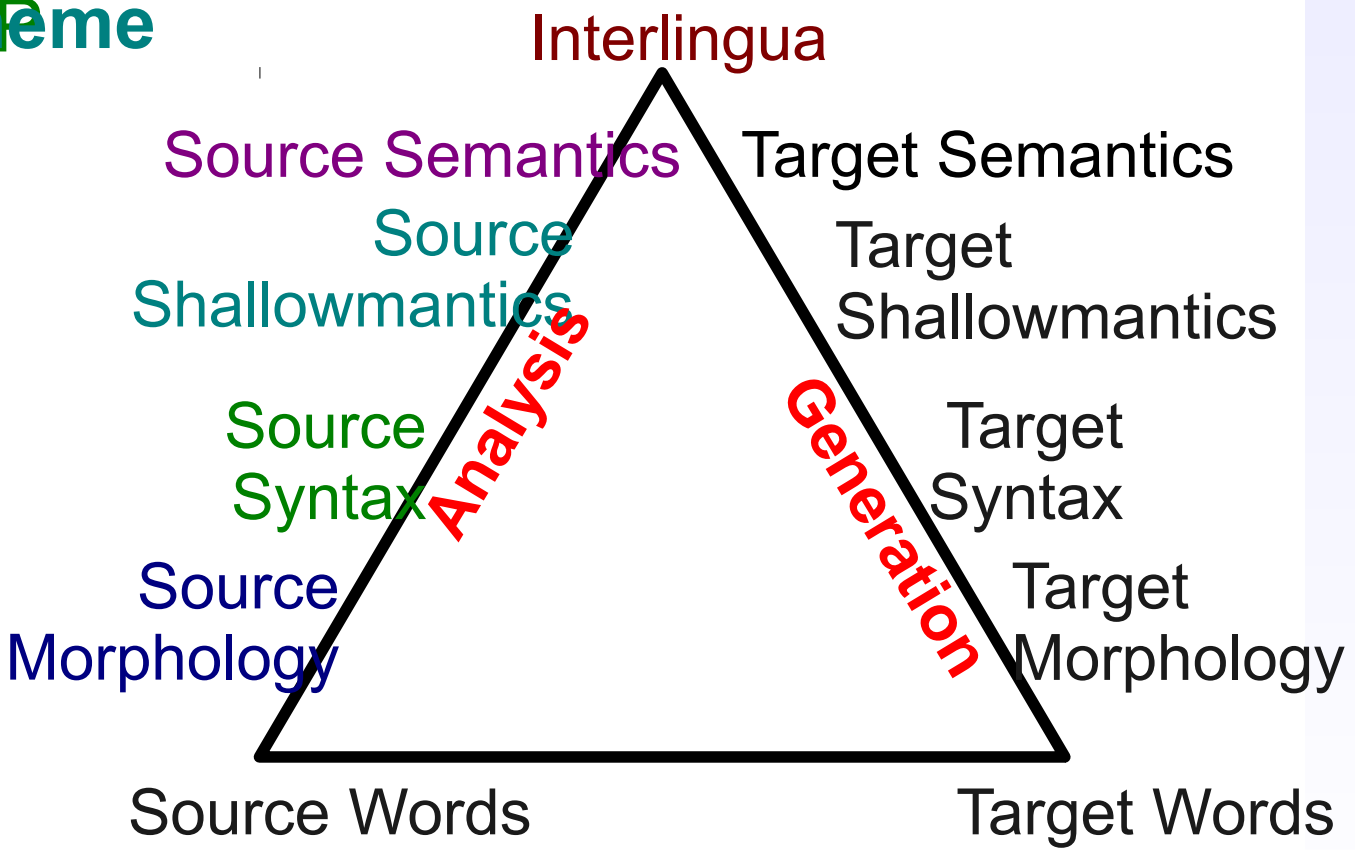 eme
Interlingua
Source Semantics
Target Semantics
Source
Shallowmantics
Target
Shallowmantics
Analysis
Generation
Source
Syntax
Target
Syntax
Source
Morphology
Target
Morphology
Source Words
Target Words